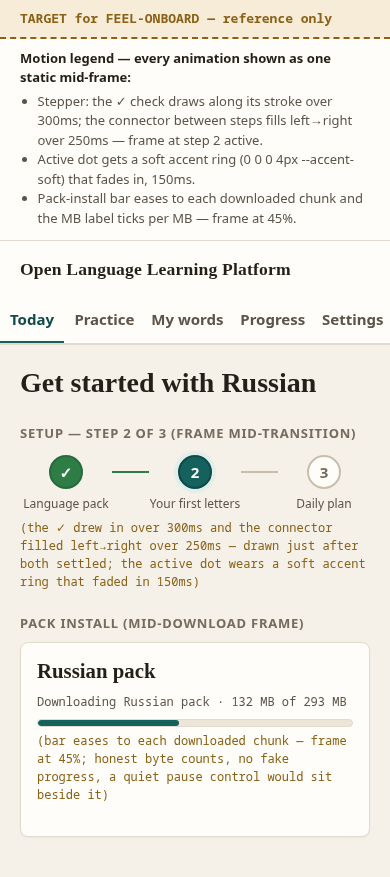 TARGET for FEEL-ONBOARD — reference only
Motion legend — every animation shown as one
static mid-frame:
• Stepper: the ✓ check draws along its stroke over
300ms; the connector between steps fills left→right
over 250ms — frame at step 2 active.
• Active dot gets a soft accent ring (0 0 0 4px --accent-
soft) that fades in, 150ms.
• Pack-install bar eases to each downloaded chunk and
the MB label ticks per MB — frame at 45%.
Open Language Learning Platform
Today Practice My words Progress Settings
Get started with Russian
SETUP — STEP 2 OF 3 (FRAME MID-TRANSITION)
✓ 2 3
Language pack Your first letters Daily plan
(the ✓ drew in over 300ms and the connector
filled left→right over 250ms — drawn just after
both settled; the active dot wears a soft accent
ring that faded in 150ms)
PACK INSTALL (MID-DOWNLOAD FRAME)
Russian pack
Downloading Russian pack · 132 MB of 293 MB
(bar eases to each downloaded chunk — frame
at 45%; honest byte counts, no fake
progress, a quiet pause control would sit
beside it)